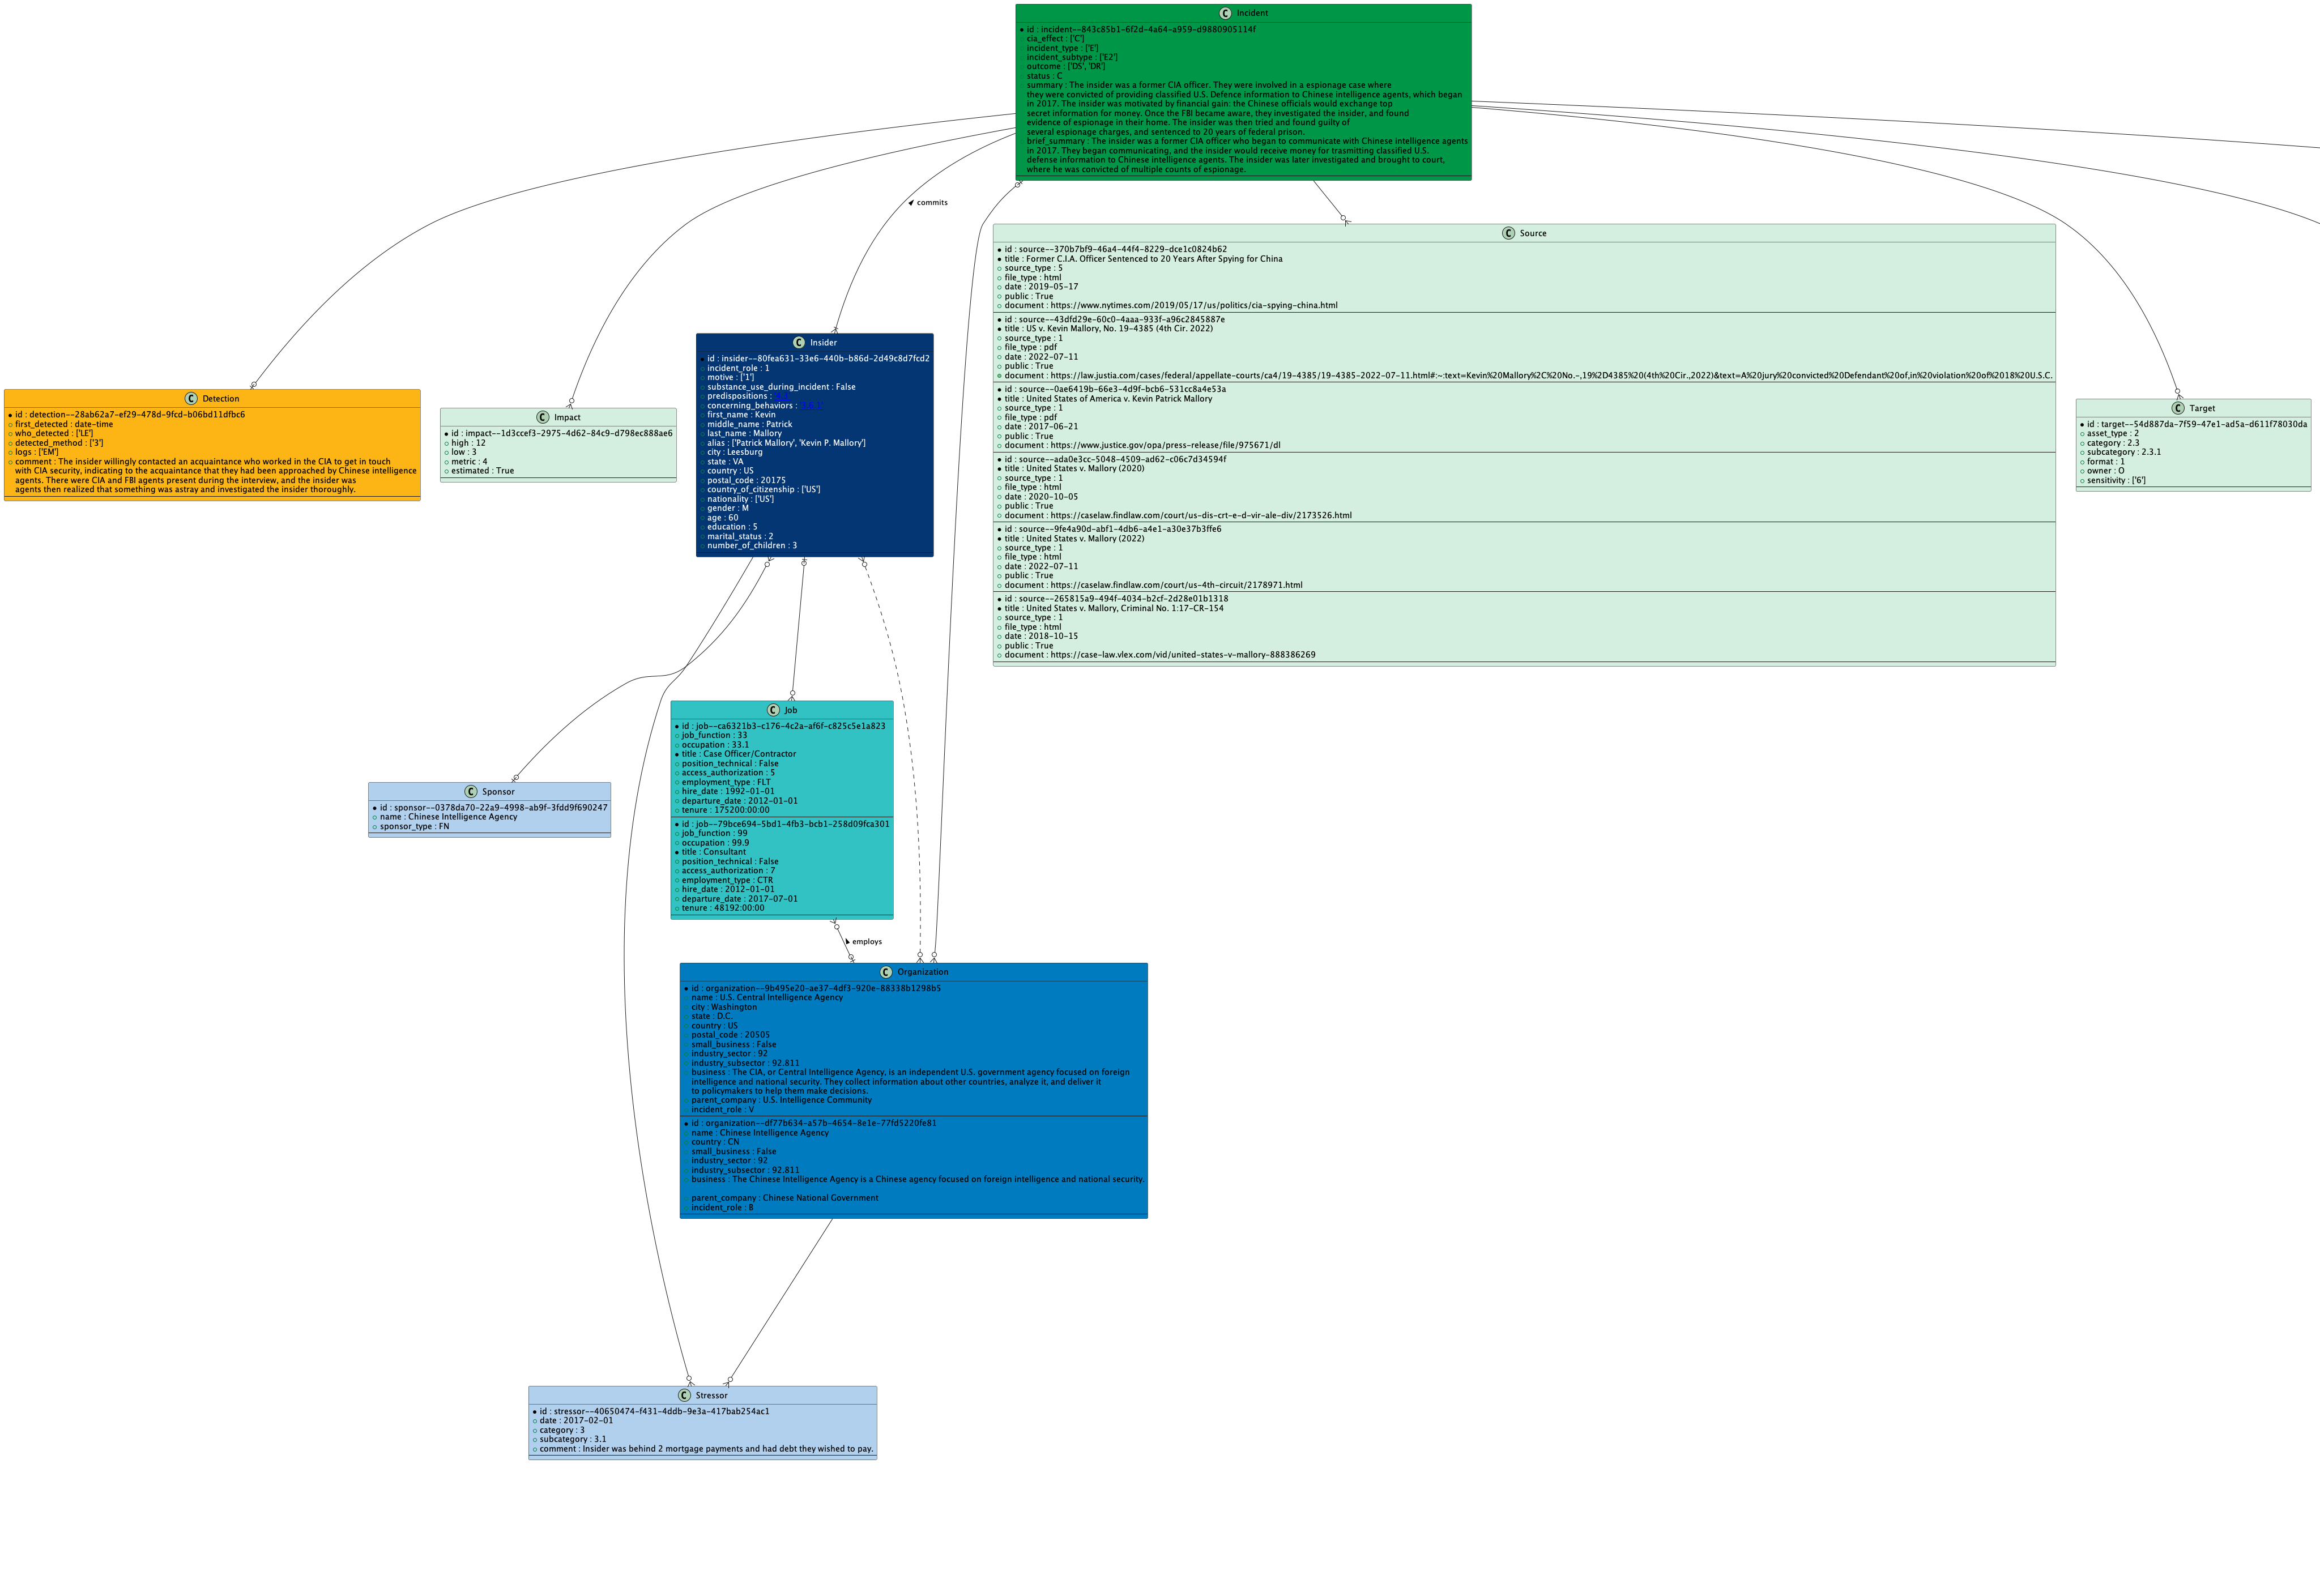 Incident
id : incident--843c85b1-6f2d-4a64-a959-d9880905114f
cia_effect : ['C']
incident_type : ['E']
incident_subtype : ['E2']
outcome : ['DS', 'DR']
status : C
summary : The insider was a former CIA officer. They were involved in a espionage case where
they were convicted of providing classified U.S. Defence information to Chinese intelligence agents, which began
in 2017. The insider was motivated by financial gain: the Chinese officials would exchange top
secret information for money. Once the FBI became aware, they investigated the insider, and found
evidence of espionage in their home. The insider was then tried and found guilty of
several espionage charges, and sentenced to 20 years of federal prison.
brief_summary : The insider was a former CIA officer who began to communicate with Chinese intelligence agents
in 2017. They began communicating, and the insider would receive money for trasmitting classified U.S.
defense information to Chinese intelligence agents. The insider was later investigated and brought to court,
where he was convicted of multiple counts of espionage.
commits
Source
id : source--370b7bf9-46a4-44f4-8229-dce1c0824b62
title : Former C.I.A. Officer Sentenced to 20 Years After Spying for China
source_type : 5
file_type : html
date : 2019-05-17
public : True
document : https://www.nytimes.com/2019/05/17/us/politics/cia-spying-china.html
id : source--43dfd29e-60c0-4aaa-933f-a96c2845887e
title : US v. Kevin Mallory, No. 19-4385 (4th Cir. 2022)
source_type : 1
file_type : pdf
date : 2022-07-11
public : True
document : https://law.justia.com/cases/federal/appellate-courts/ca4/19-4385/19-4385-2022-07-11.html#:~:text=Kevin%20Mallory%2C%20No.-,19%2D4385%20(4th%20Cir.,2022)&text=A%20jury%20convicted%20Defendant%20of,in%20violation%20of%2018%20U.S.C.
id : source--0ae6419b-66e3-4d9f-bcb6-531cc8a4e53a
title : United States of America v. Kevin Patrick Mallory
source_type : 1
file_type : pdf
date : 2017-06-21
public : True
document : https://www.justice.gov/opa/press-release/file/975671/dl
id : source--ada0e3cc-5048-4509-ad62-c06c7d34594f
title : United States v. Mallory (2020)
source_type : 1
file_type : html
date : 2020-10-05
public : True
document : https://caselaw.findlaw.com/court/us-dis-crt-e-d-vir-ale-div/2173526.html
id : source--9fe4a90d-abf1-4db6-a4e1-a30e37b3ffe6
title : United States v. Mallory (2022)
source_type : 1
file_type : html
date : 2022-07-11
public : True
document : https://caselaw.findlaw.com/court/us-4th-circuit/2178971.html
id : source--265815a9-494f-4034-b2cf-2d28e01b1318
title : United States v. Mallory, Criminal No. 1:17-CR-154
source_type : 1
file_type : html
date : 2018-10-15
public : True
document : https://case-law.vlex.com/vid/united-states-v-mallory-888386269
Insider
id : insider--80fea631-33e6-440b-b86d-2d49c8d7fcd2
incident_role : 1
motive : ['1']
substance_use_during_incident : False
predispositions :
concerning_behaviors :
first_name : Kevin
middle_name : Patrick
last_name : Mallory
alias : ['Patrick Mallory', 'Kevin P. Mallory']
city : Leesburg
state : VA
country : US
postal_code : 20175
country_of_citizenship : ['US']
nationality : ['US']
gender : M
age : 60
education : 5
marital_status : 2
number_of_children : 3
Detection
id : detection--28ab62a7-ef29-478d-9fcd-b06bd11dfbc6
first_detected : date-time
who_detected : ['LE']
detected_method : ['3']
logs : ['EM']
comment : The insider willingly contacted an acquaintance who worked in the CIA to get in touch
with CIA security, indicating to the acquaintance that they had been approached by Chinese intelligence
agents. There were CIA and FBI agents present during the interview, and the insider was
agents then realized that something was astray and investigated the insider thoroughly.
Impact
id : impact--1d3ccef3-2975-4d62-84c9-d798ec888ae6
high : 12
low : 3
metric : 4
estimated : True
Target
id : target--54d887da-7f59-47e1-ad5a-d611f78030da
asset_type : 2
category : 2.3
subcategory : 2.3.1
format : 1
owner : O
sensitivity : ['6']
Job
id : job--ca6321b3-c176-4c2a-af6f-c825c5e1a823
job_function : 33
occupation : 33.1
title : Case Officer/Contractor
position_technical : False
access_authorization : 5
employment_type : FLT
hire_date : 1992-01-01
departure_date : 2012-01-01
tenure : 175200:00:00
id : job--79bce694-5bd1-4fb3-bcb1-258d09fca301
job_function : 99
occupation : 99.9
title : Consultant
position_technical : False
access_authorization : 7
employment_type : CTR
hire_date : 2012-01-01
departure_date : 2017-07-01
tenure : 48192:00:00
Sponsor
id : sponsor--0378da70-22a9-4998-ab9f-3fdd9f690247
name : Chinese Intelligence Agency
sponsor_type : FN
employs
Organization
id : organization--9b495e20-ae37-4df3-920e-88338b1298b5
name : U.S. Central Intelligence Agency
city : Washington
state : D.C.
country : US
postal_code : 20505
small_business : False
industry_sector : 92
industry_subsector : 92.811
business : The CIA, or Central Intelligence Agency, is an independent U.S. government agency focused on foreign
intelligence and national security. They collect information about other countries, analyze it, and deliver it
to policymakers to help them make decisions.
parent_company : U.S. Intelligence Community
incident_role : V
id : organization--df77b634-a57b-4654-8e1e-77fd5220fe81
name : Chinese Intelligence Agency
country : CN
small_business : False
industry_sector : 92
industry_subsector : 92.811
business : The Chinese Intelligence Agency is a Chinese agency focused on foreign intelligence and national security.
parent_company : Chinese National Government
incident_role : B
Stressor
id : stressor--40650474-f431-4ddb-9e3a-417bab254ac1
date : 2017-02-01
category : 3
subcategory : 3.1
comment : Insider was behind 2 mortgage payments and had debt they wished to pay.